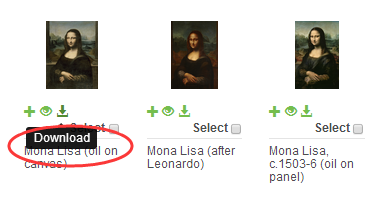 Select
Download
Mona Lisa (oil on
canvas)
Select
Mona Lisa (after
Leonardo)
Select
Mona Lisa,
c.1503-6 (oil on
panel)